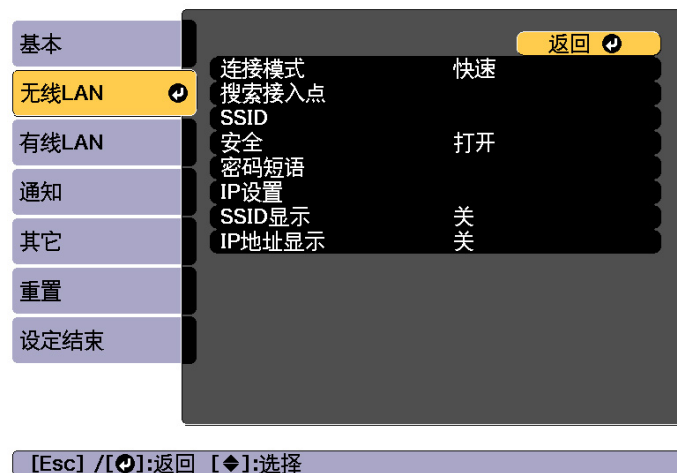 基本
无线LAN
有线LAN
通知
其它
重置
设定结束
返回
连接模式 快速
搜索接入点
SSID
安全 打开
密码短语
IP设置
SSID显示 关
IP地址显示 关
[Esc] /[⏎]:返回 [◆]:选择